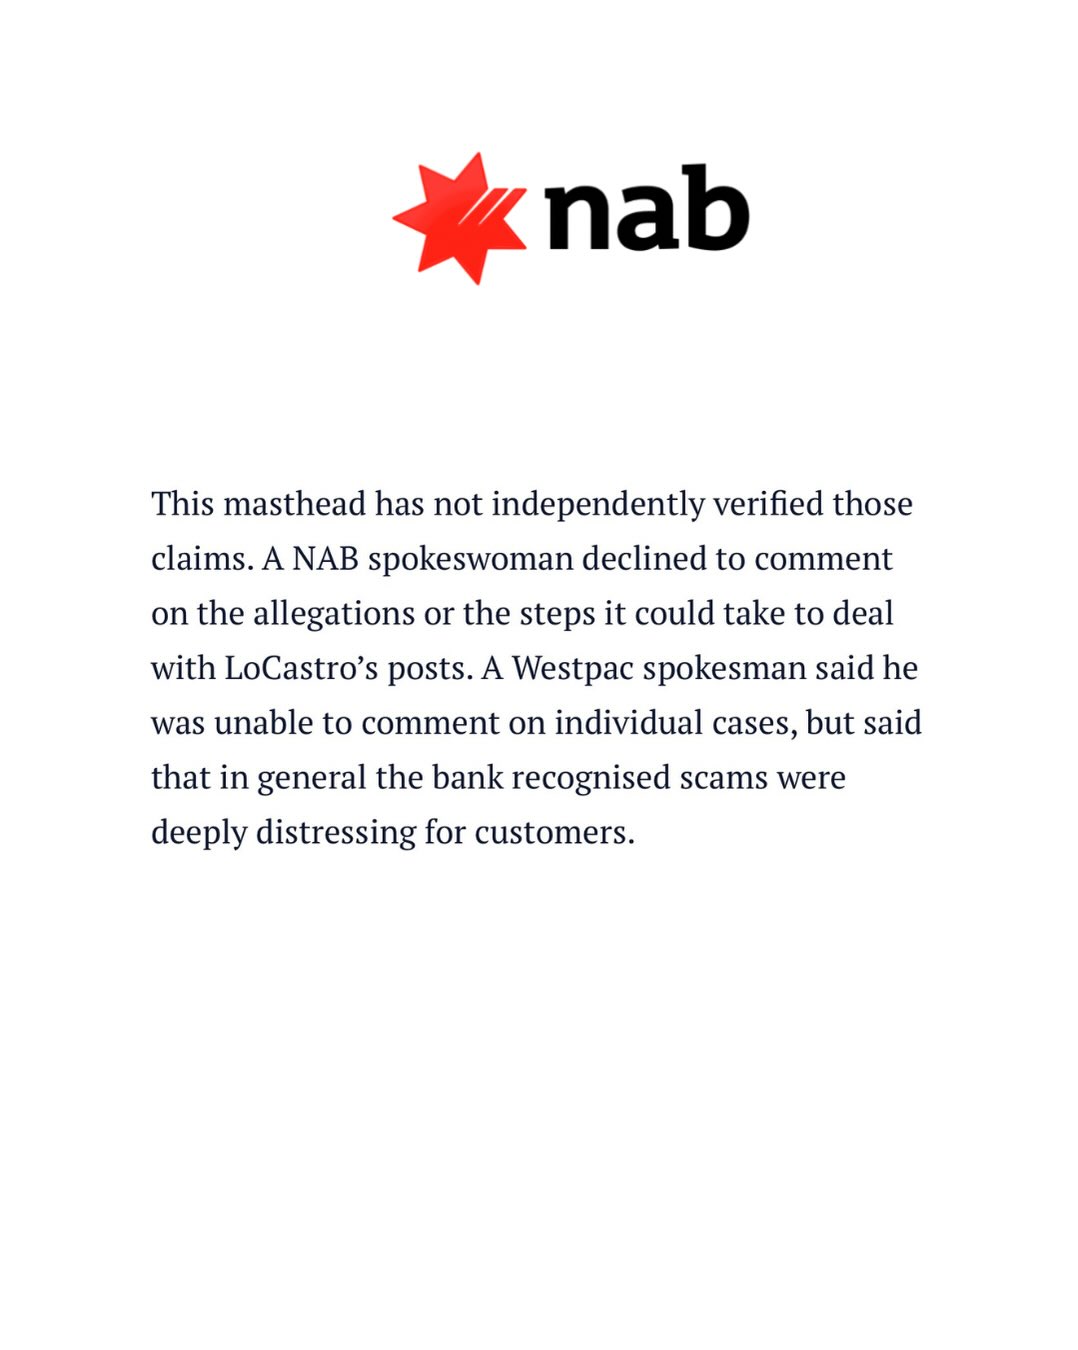 nab
This masthead has not independently verified those
claims. A NAB spokeswoman declined to comment
on the allegations or the steps it could take to deal
with LoCastro’s posts. A Westpac spokesman said he
was unable to comment on individual cases, but said
that in general the bank recognised scams were
deeply distressing for customers.